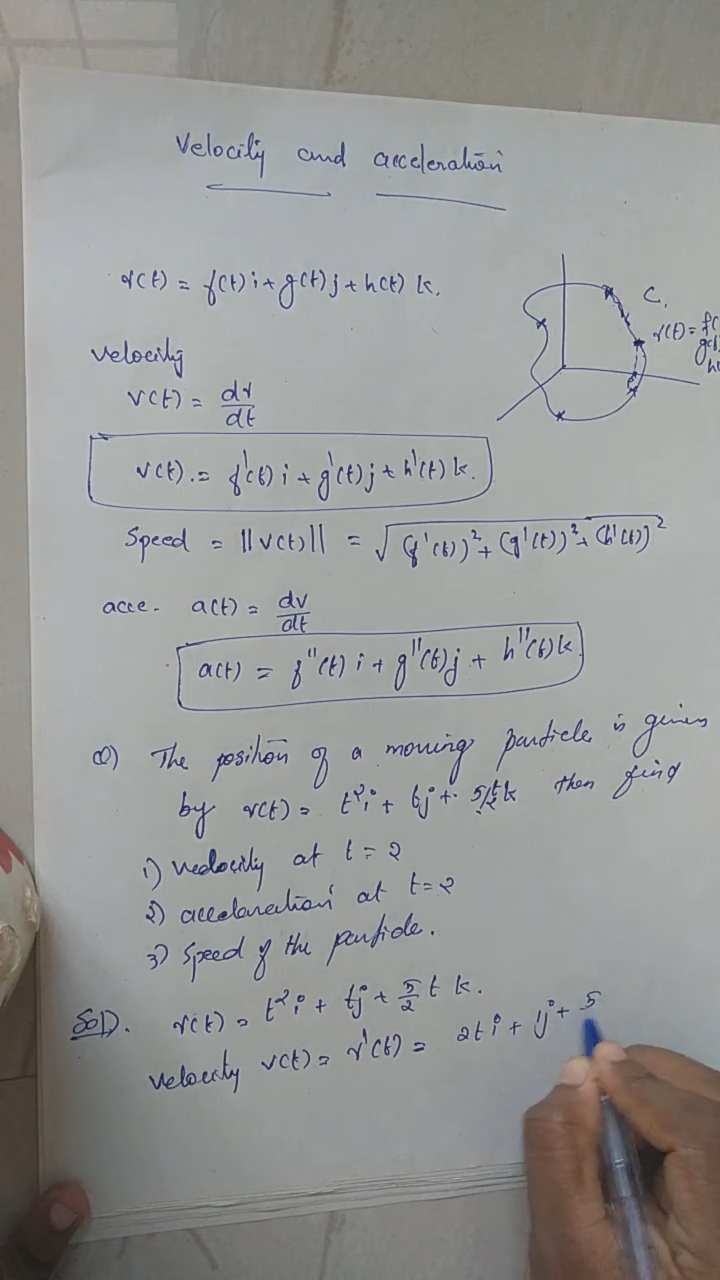 Velocity and acceleration
r(t) = f(t) i + g(t) j + h(t) k.
C.
r(t) = f(
g(t)
h(
Velocity
v(t) = dr/dt
v(t). = f'(t) i + g'(t) j + h'(t) k.
Speed = ||v(t)|| = √(f'(t))² + (g'(t))² + (h'(t))²
acce. a(t) = dv/dt
a(t) = f''(t) i + g''(t) j + h''(t) k
Q) The position of a moving particle is given
by r(t) = t² i + t j + 5/2 t k then find
1) velocity at t = 2
2) acceleration at t = 2
3) Speed of the particle.
Sol). r(t) = t² i + t j + 5/2 t k.
Velocity v(t) = r'(t) = 2t i + 1 j + 5